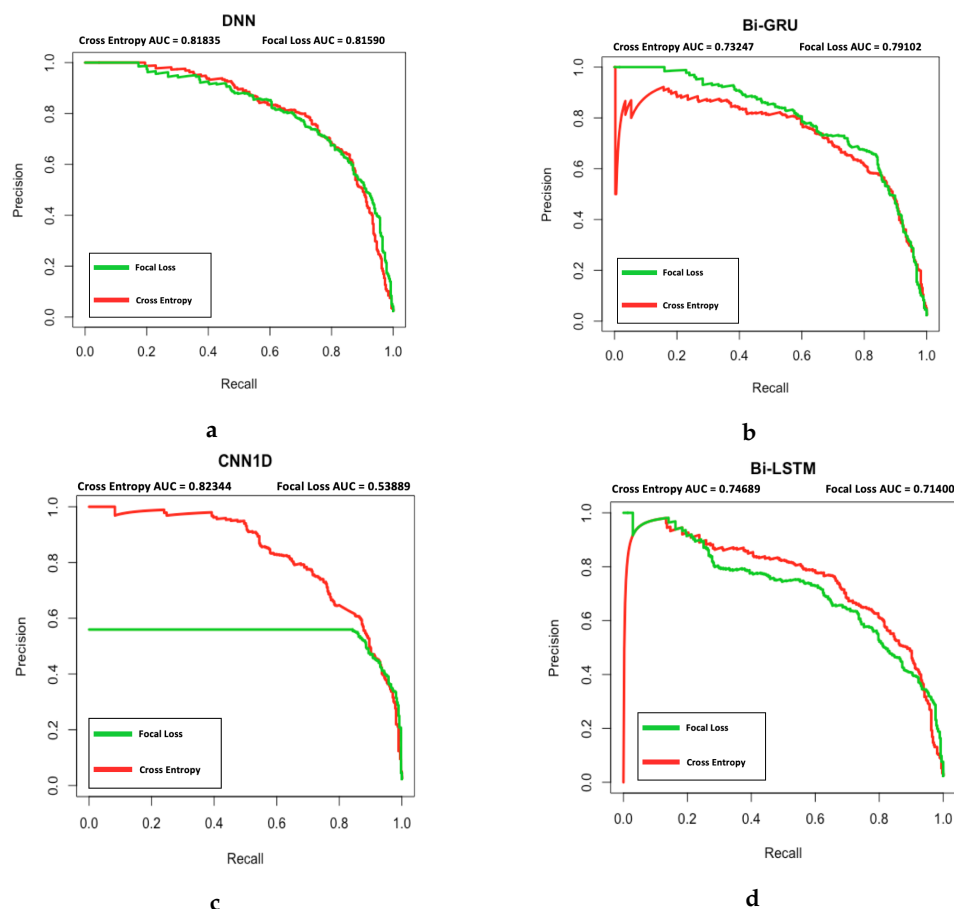 DNN
Cross Entropy AUC = 0.81835 Focal Loss AUC = 0.81590
1.0
0.8
0.6
0.4
0.2
0.0
Precision
Focal Loss
Cross Entropy
0.0 0.2 0.4 0.6 0.8 1.0
Recall
a
Bi-GRU
Cross Entropy AUC = 0.73247 Focal Loss AUC = 0.79102
1.0
0.8
0.6
0.4
0.2
0.0
Precision
Focal Loss
Cross Entropy
0.0 0.2 0.4 0.6 0.8 1.0
Recall
b
CNN1D
Cross Entropy AUC = 0.82344 Focal Loss AUC = 0.53889
1.0
0.8
0.6
0.4
0.2
0.0
Precision
Focal Loss
Cross Entropy
0.0 0.2 0.4 0.6 0.8 1.0
Recall
c
Bi-LSTM
Cross Entropy AUC = 0.74689 Focal Loss AUC = 0.71400
1.0
0.8
0.6
0.4
0.2
0.0
Precision
Focal Loss
Cross Entropy
0.0 0.2 0.4 0.6 0.8 1.0
Recall
d